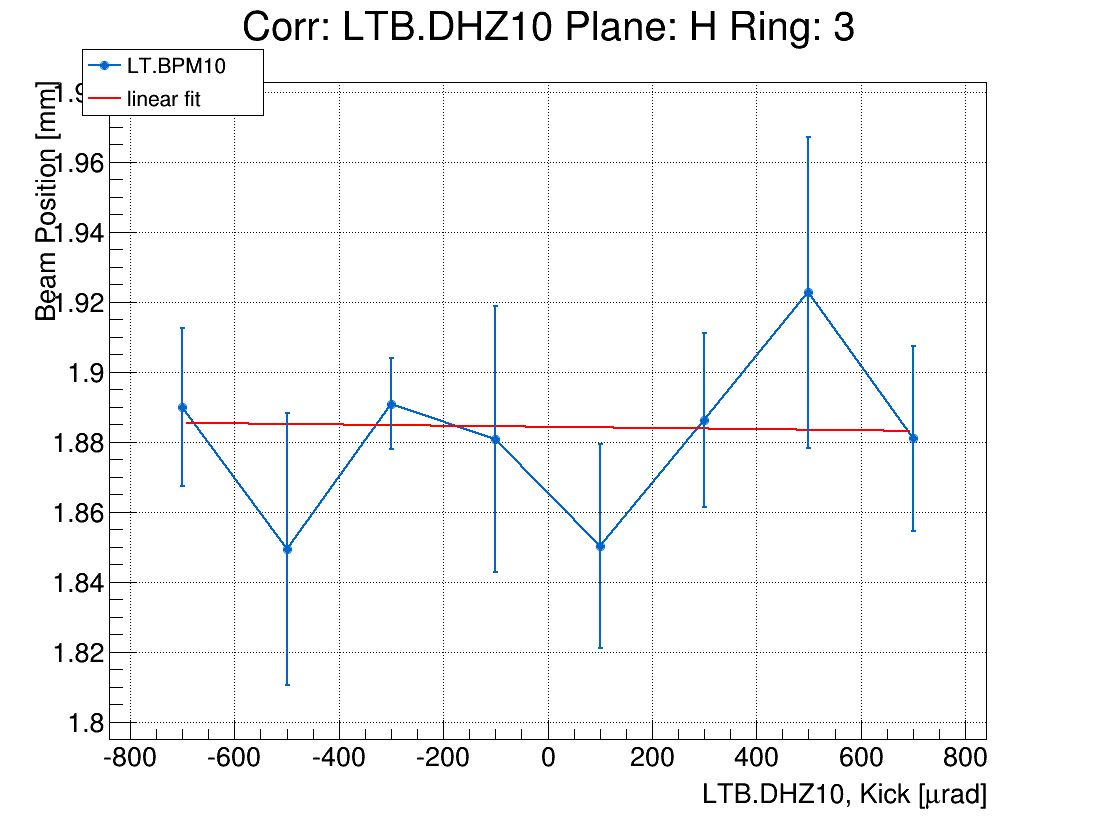 Corr: LTB.DHZ10 Plane: H Ring: 3
LT.BPM10
linear fit
Beam Position [mm]
1.96
1.94
1.92
1.9
1.88
1.86
1.84
1.82
1.8
-800 -600 -400 -200 0 200 400 600 800
LTB.DHZ10, Kick [μrad]